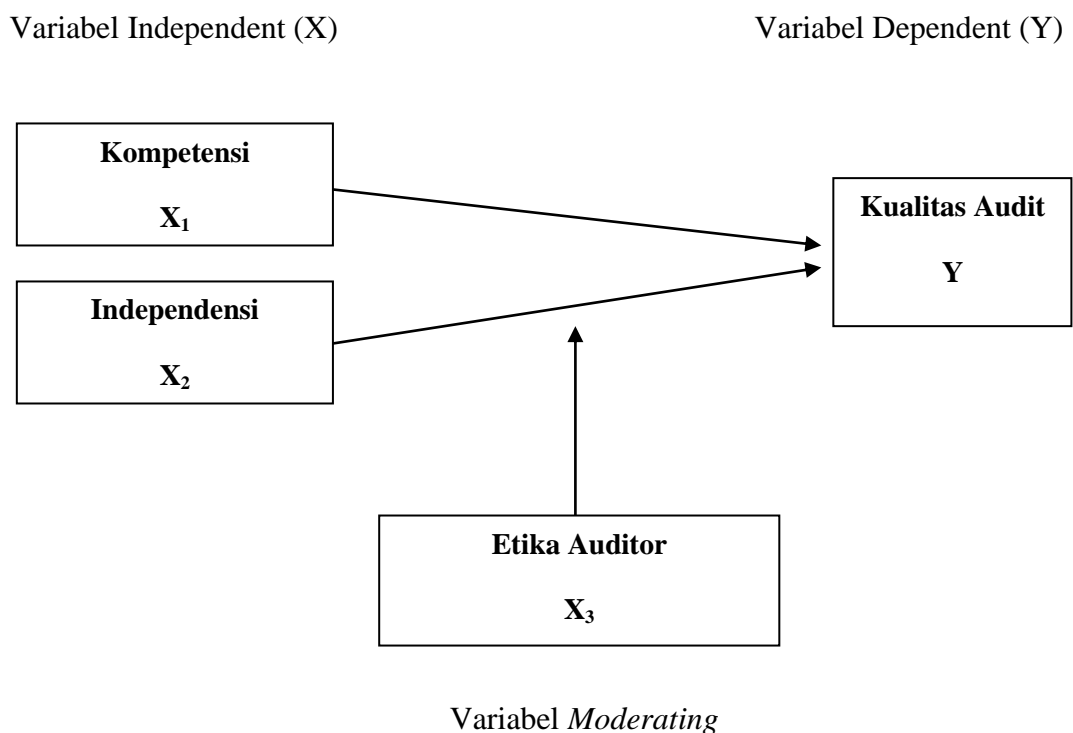 Variabel Independent (X) Variabel Dependent (Y)
Kompetensi
X₁
Kualitas Audit
Y
Independensi
X₂
Etika Auditor
X₃
Variabel Moderating